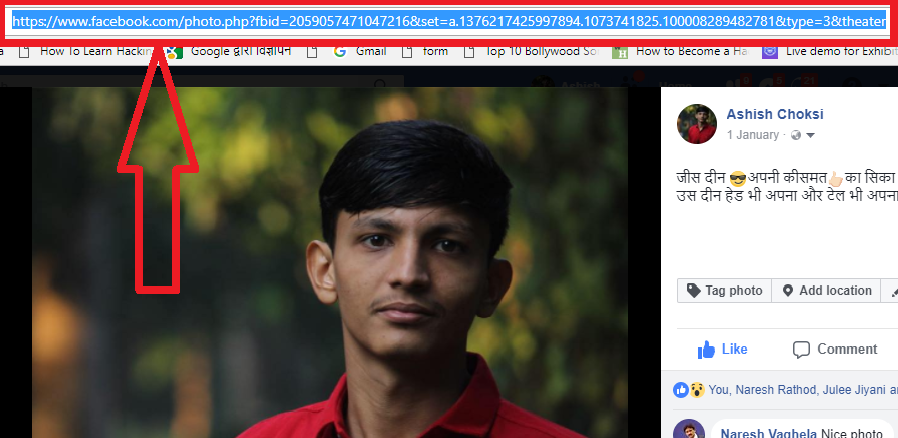 https://www.facebook.com/photo.php?fbid=2059057471047216&set=a.1376217425997894.1073741825.100008289482781&type=3&theater
How To Learn Hackin
Google द्वारा विज्ञापन
Gmail
form
Top 10 Bollywood So
How to Become a Ha
Live demo for Exhibit
Ashish Choksi
1 January
जीस दीन 😎अपनी कीसमत👆🏻का सिका
उस दीन हेड भी अपना और टेल भी अपना
Tag photo
Add location
Like
Comment
You, Naresh Rathod, Julee Jiyani an
Naresh Vaghela Nice photo